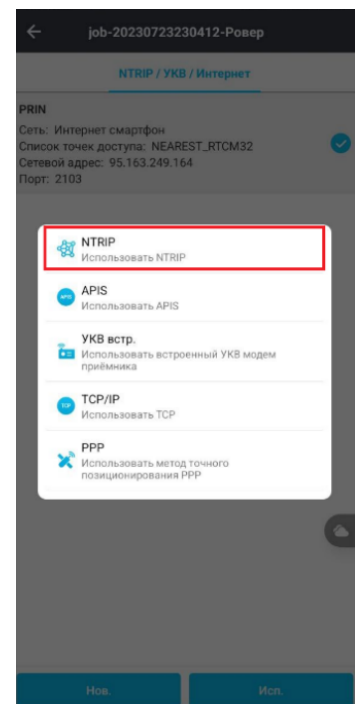 job-20230723230412-Ровер
NTRIP / УКВ / Интернет
PRIN
Сеть: Интернет смартфон
Список точек доступа: NEAREST_RTCM32
Сетевой адрес: 95.163.249.164
Порт: 2103
NTRIP
Использовать NTRIP
APIS
APIS
Использовать APIS
УКВ встр.
Использовать встроенный УКВ модем
приёмника
TCP
TCP/IP
Использовать TCP
PPP
Использовать метод точного
позиционирования PPP
Нов.
Исп.